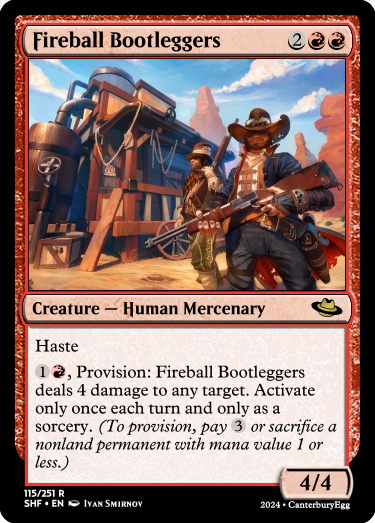 Fireball Bootleggers 2
Creature — Human Mercenary
Haste
1, Provision: Fireball Bootleggers
deals 4 damage to any target. Activate
only once each turn and only as a
sorcery. (To provision, pay 3 or sacrifice a
nonland permanent with mana value 1 or
less.)
4/4
115/251 R
SHF • EN Ivan Smirnov
2024 • CanterburyEgg